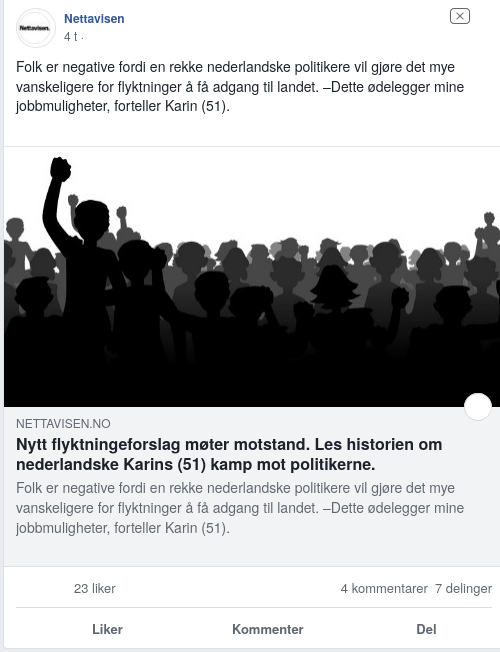 Nettavisen.
Nettavisen
4 t ·
Folk er negative fordi en rekke nederlandske politikere vil gjøre det mye
vanskeligere for flyktninger å få adgang til landet. –Dette ødelegger mine
jobbmuligheter, forteller Karin (51).
NETTAVISEN.NO
Nytt flyktningeforslag møter motstand. Les historien om
nederlandske Karins (51) kamp mot politikerne.
Folk er negative fordi en rekke nederlandske politikere vil gjøre det mye
vanskeligere for flyktninger å få adgang til landet. –Dette ødelegger mine
jobbmuligheter, forteller Karin (51).
23 liker 4 kommentarer 7 delinger
Liker Kommenter Del